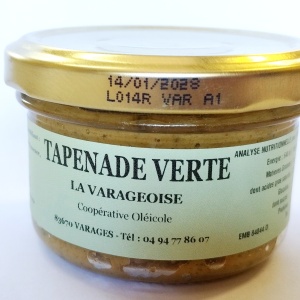 14/01/2028
L014R VAR A1
TAPENADE VERTE
LA VARAGEOISE
Coopérative Oléicole
83670 VARAGES - Tél : 04 94 77 86 07
ANALYSE NUTRITIONNELLE
Energie